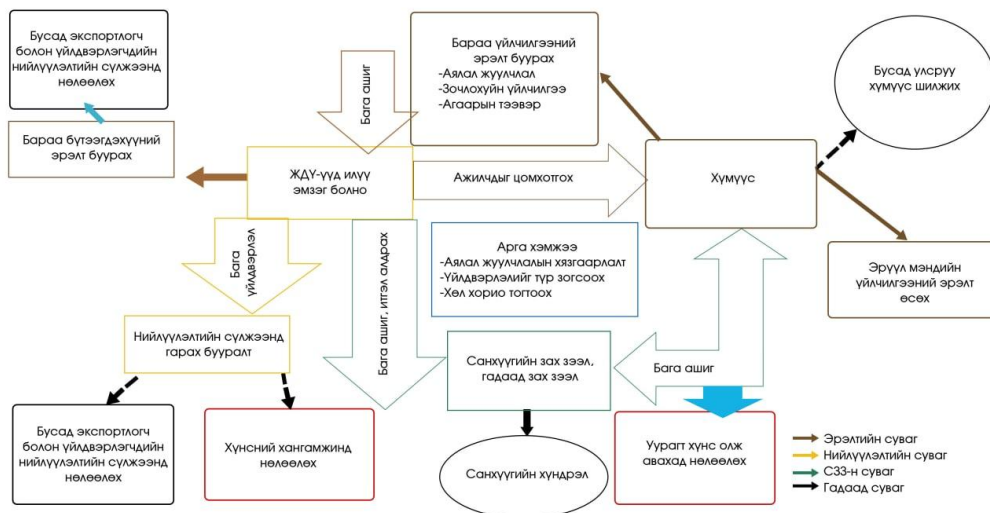 Бусад экспортлогч
болон үйлдвэрлэгчдийн
нийлүүлэлтийн сүлжээнд
нөлөөлөх
Бараа бүтээгдэхүүний
эрэлт буурах
Бага ашиг
Бараа үйлчилгээний
эрэлт буурах
-Аялал жуулчлал
-Зочлохуйн үйлчилгээ
-Агаарын тээвэр
Бусад улсруу
хүмүүс шилжих
ЖДҮ-үүд илүү
эмзэг болно
Ажилчдыг цомхотгох
Хүмүүс
Бага
үйлдвэрлэл
Бага ашиг, итгэл алдрах
Арга хэмжээ
-Аялал жуулчлалын хязгаарлалт
-Үйлдвэрлэлийг түр зогсоох
-Хөл хорио тогтоох
Эрүүл мэндийн
үйлчилгээний эрэлт
өсөх
Нийлүүлэлтийн сүлжээнд
гарах бууралт
Санхүүгийн зах зээл,
гадаад зах зээл
Бага ашиг
Бусад экспортлогч
болон үйлдвэрлэгчдийн
нийлүүлэлтийн сүлжээнд
нөлөөлөх
Хүнсний хангамжинд
нөлөөлөх
Санхүүгийн хүндрэл
Уурагт хүнс олж
авахад нөлөөлөх
Эрэлтийн суваг
Нийлүүлэлтийн суваг
СЗЗ-н суваг
Гадаад суваг